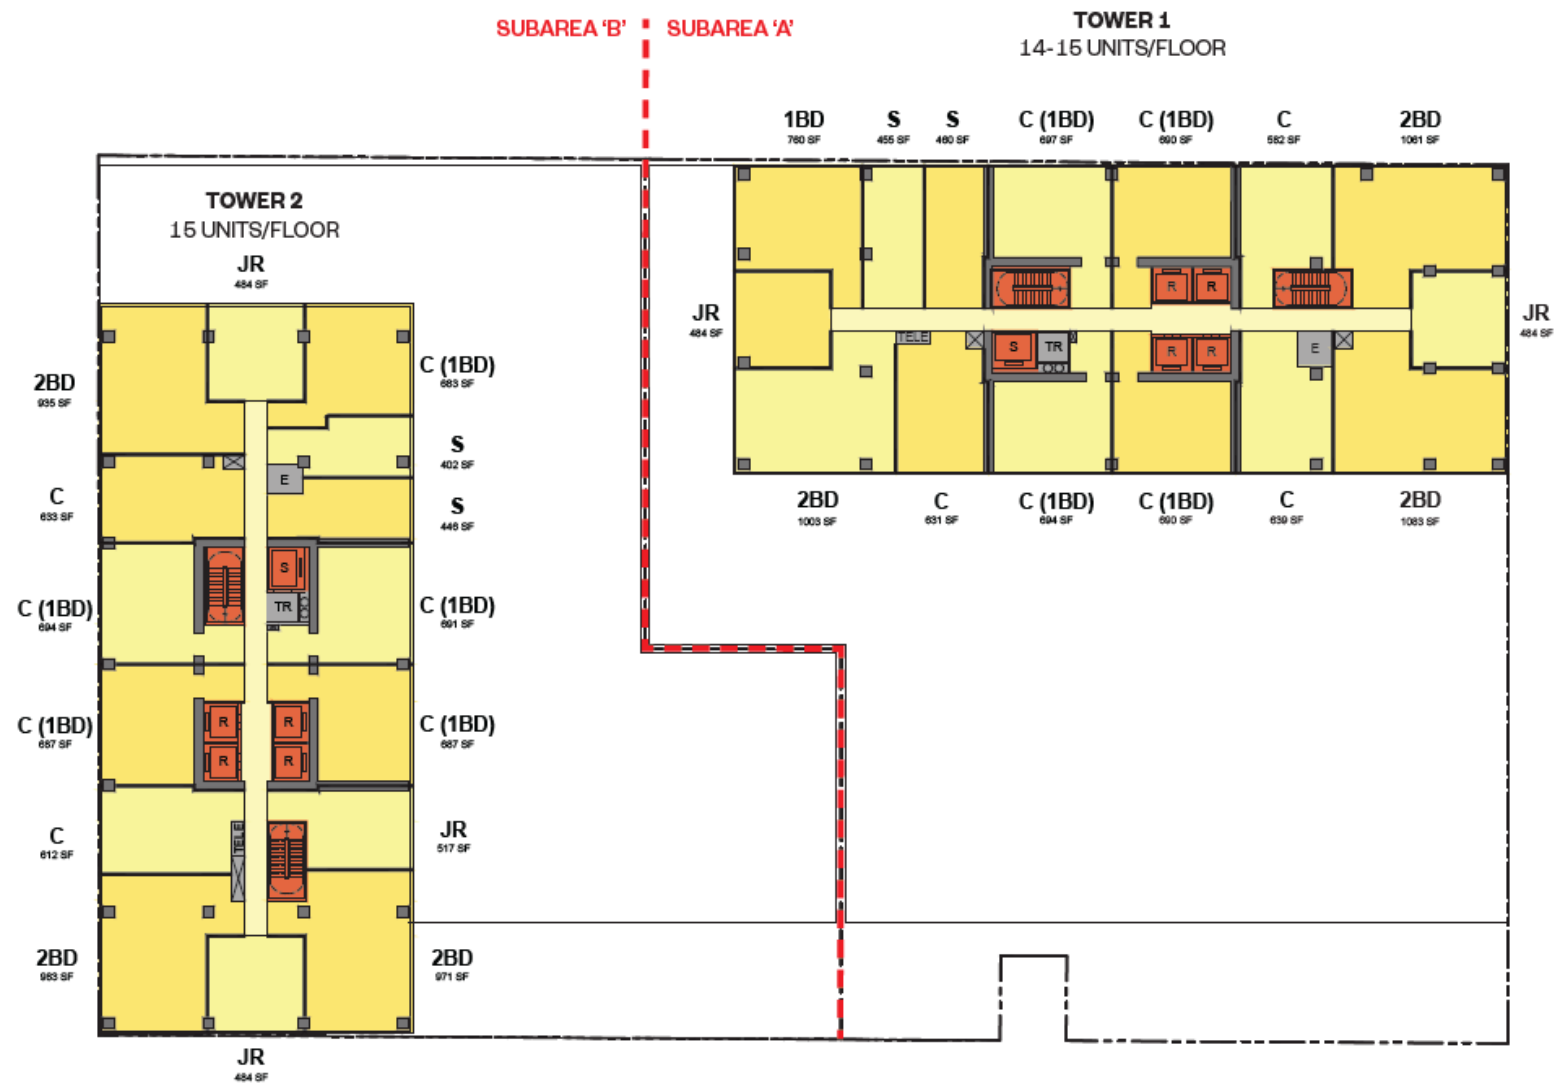 SUBAREA ‘B’
SUBAREA ‘A’
TOWER 1
14-15 UNITS/FLOOR
1BD
760 SF
S
455 SF
S
460 SF
C (1BD)
697 SF
C (1BD)
690 SF
C
582 SF
2BD
1061 SF
JR
484 SF
R
R
TELE
S
TR
R
R
E
JR
484 SF
2BD
1003 SF
C
631 SF
C (1BD)
694 SF
C (1BD)
690 SF
C
639 SF
2BD
1083 SF
TOWER 2
15 UNITS/FLOOR
JR
484 SF
2BD
935 SF
C (1BD)
683 SF
S
402 SF
E
C
633 SF
S
446 SF
S
TR
C (1BD)
694 SF
C (1BD)
691 SF
R
R
R
R
C (1BD)
687 SF
C (1BD)
687 SF
TELE
C
612 SF
JR
517 SF
2BD
983 SF
2BD
971 SF
JR
484 SF